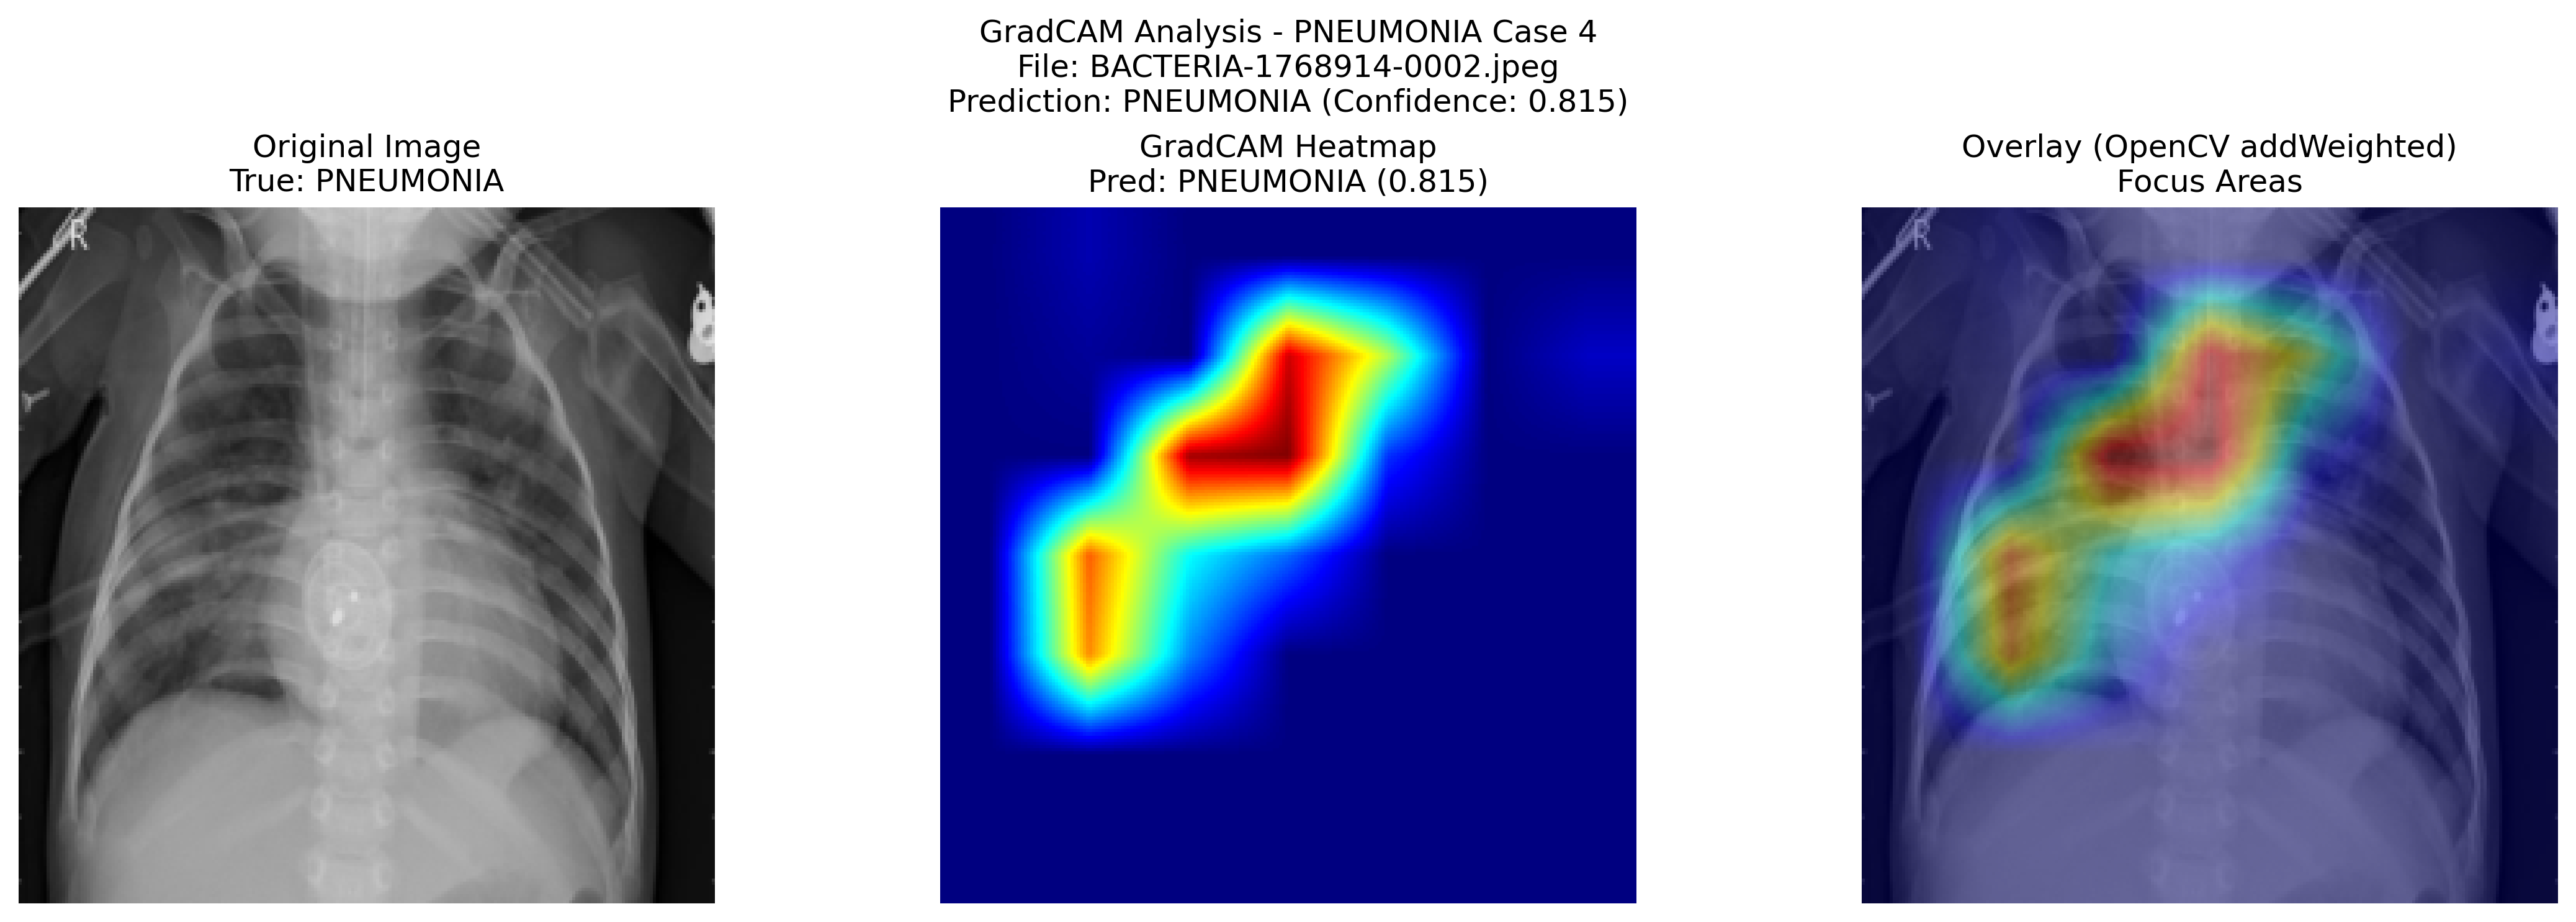 GradCAM Analysis - PNEUMONIA Case 4
File: BACTERIA-1768914-0002.jpeg
Prediction: PNEUMONIA (Confidence: 0.815)
Original Image
True: PNEUMONIA
GradCAM Heatmap
Pred: PNEUMONIA (0.815)
Overlay (OpenCV addWeighted)
Focus Areas
R
R